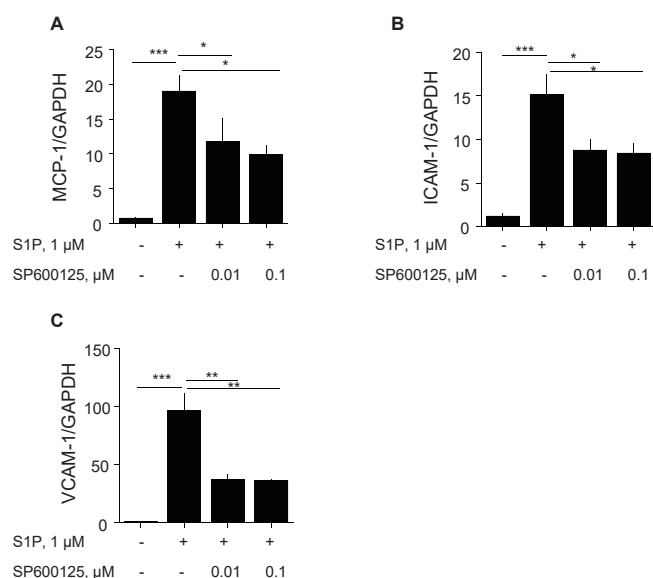 A
MCP-1/GAPDH
25
20
15
10
5
0
*** *
*
S1P, 1 µM - + + +
SP600125, µM - - 0.01 0.1
B
ICAM-1/GAPDH
20
15
10
5
0
*** *
*
S1P, 1 µM - + + +
SP600125, µM - - 0.01 0.1
C
VCAM-1/GAPDH
150
100
50
0
*** **
**
S1P, 1 µM - + + +
SP600125, µM - - 0.01 0.1